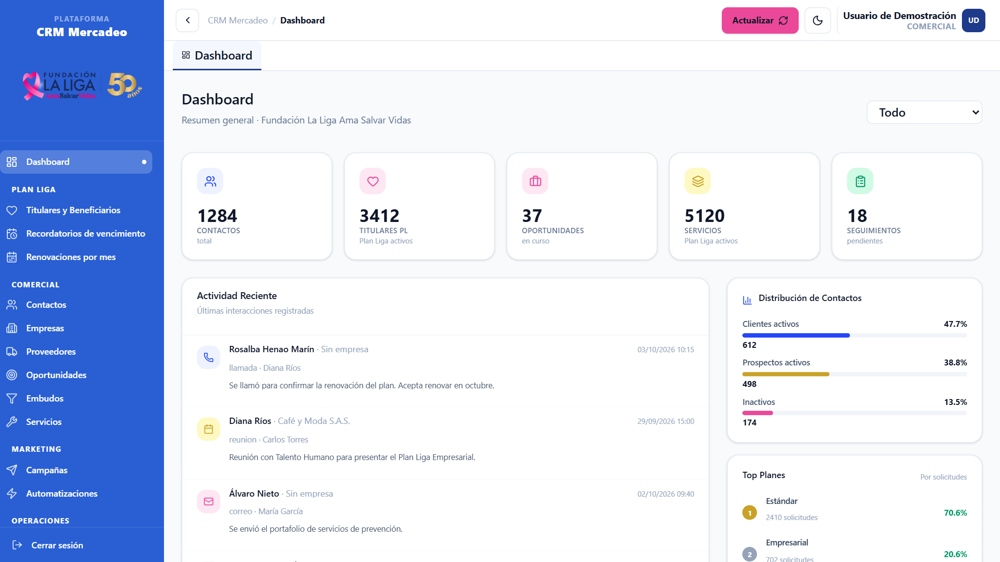 PLATAFORMA
CRM Mercadeo
FUNDACIÓN
LA LIGA
AmaSalvarVidas
50 años
Dashboard
PLAN LIGA
Titulares y Beneficiarios
Recordatorios de vencimiento
Renovaciones por mes
COMERCIAL
Contactos
Empresas
Proveedores
Oportunidades
Embudos
Servicios
MARKETING
Campañas
Automatizaciones
OPERACIONES
Cerrar sesión
CRM Mercadeo / Dashboard
Actualizar
Usuario de Demostración
COMERCIAL
UD
Dashboard
Dashboard
Resumen general · Fundación La Liga Ama Salvar Vidas
Todo
1284
CONTACTOS
total
3412
TITULARES PL
Plan Liga activos
37
OPORTUNIDADES
en curso
5120
SERVICIOS
Plan Liga activos
18
SEGUIMIENTOS
pendientes
Actividad Reciente
Últimas interacciones registradas
Rosalba Henao Marín · Sin empresa
03/10/2026 10:15
llamada · Diana Ríos
Se llamó para confirmar la renovación del plan. Acepta renovar en octubre.
Diana Ríos · Café y Moda S.A.S.
29/09/2026 15:00
reunion · Carlos Torres
Reunión con Talento Humano para presentar el Plan Liga Empresarial.
Álvaro Nieto · Sin empresa
02/10/2026 09:40
correo · María García
Se envió el portafolio de servicios de prevención.
Distribución de Contactos
Clientes activos 47.7%
612
Prospectos activos 38.8%
498
Inactivos 13.5%
174
Top Planes
Por solicitudes
1
Estándar
2410 solicitudes
70.6%
2
Empresarial
702 solicitudes
20.6%